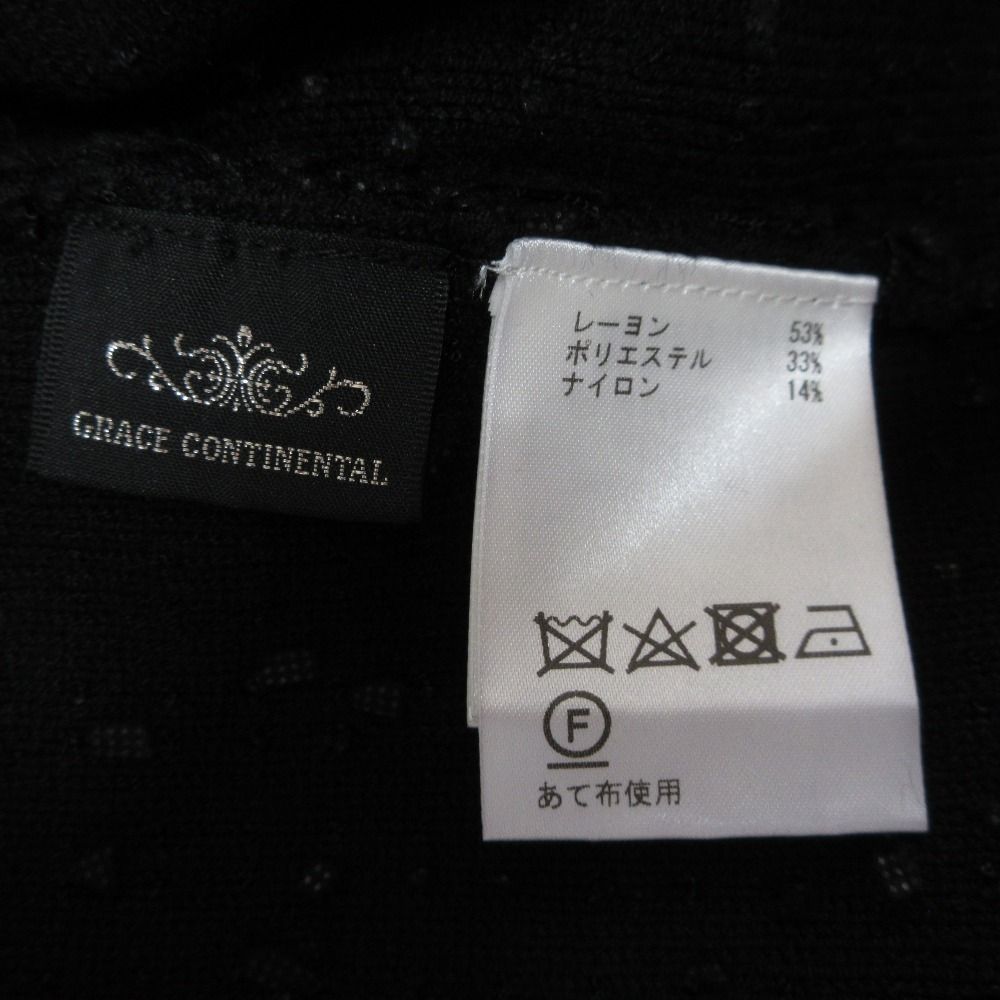 GRACE CONTINENTAL
レーヨン 53%
ポリエステル 33%
ナイロン 14%
F
あて布使用